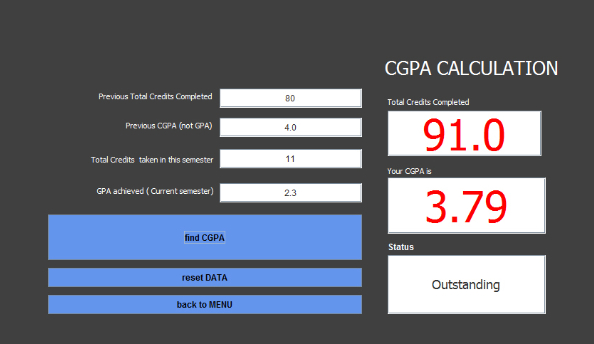 CGPA CALCULATION
Previous Total Credits Completed
80
Previous CGPA (not GPA)
4.0
Total Credits taken in this semester
11
GPA achieved ( Current semester)
2.3
find CGPA
reset DATA
back to MENU
Total Credits Completed
91.0
Your CGPA is
3.79
Status
Outstanding